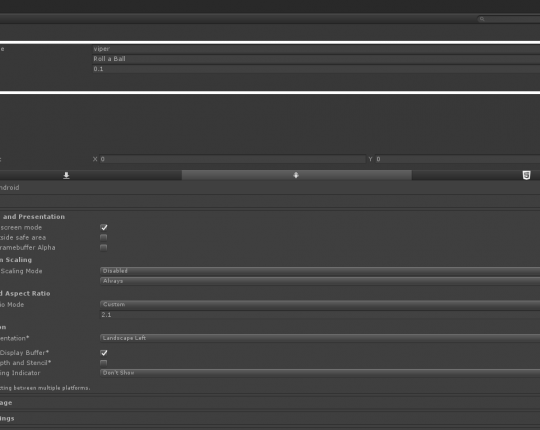 e
viper
Roll a Ball
0.1
X 0
Y 0
ndroid
and Presentation
screen mode
side safe area
ramebuffer Alpha
n Scaling
Scaling Mode
Disabled
Always
d Aspect Ratio
io Mode
Custom
2.1
on
entation*
Landscape Left
Display Buffer*
pth and Stencil*
ing Indicator
Don't Show
ting between multiple platforms.
age
ings